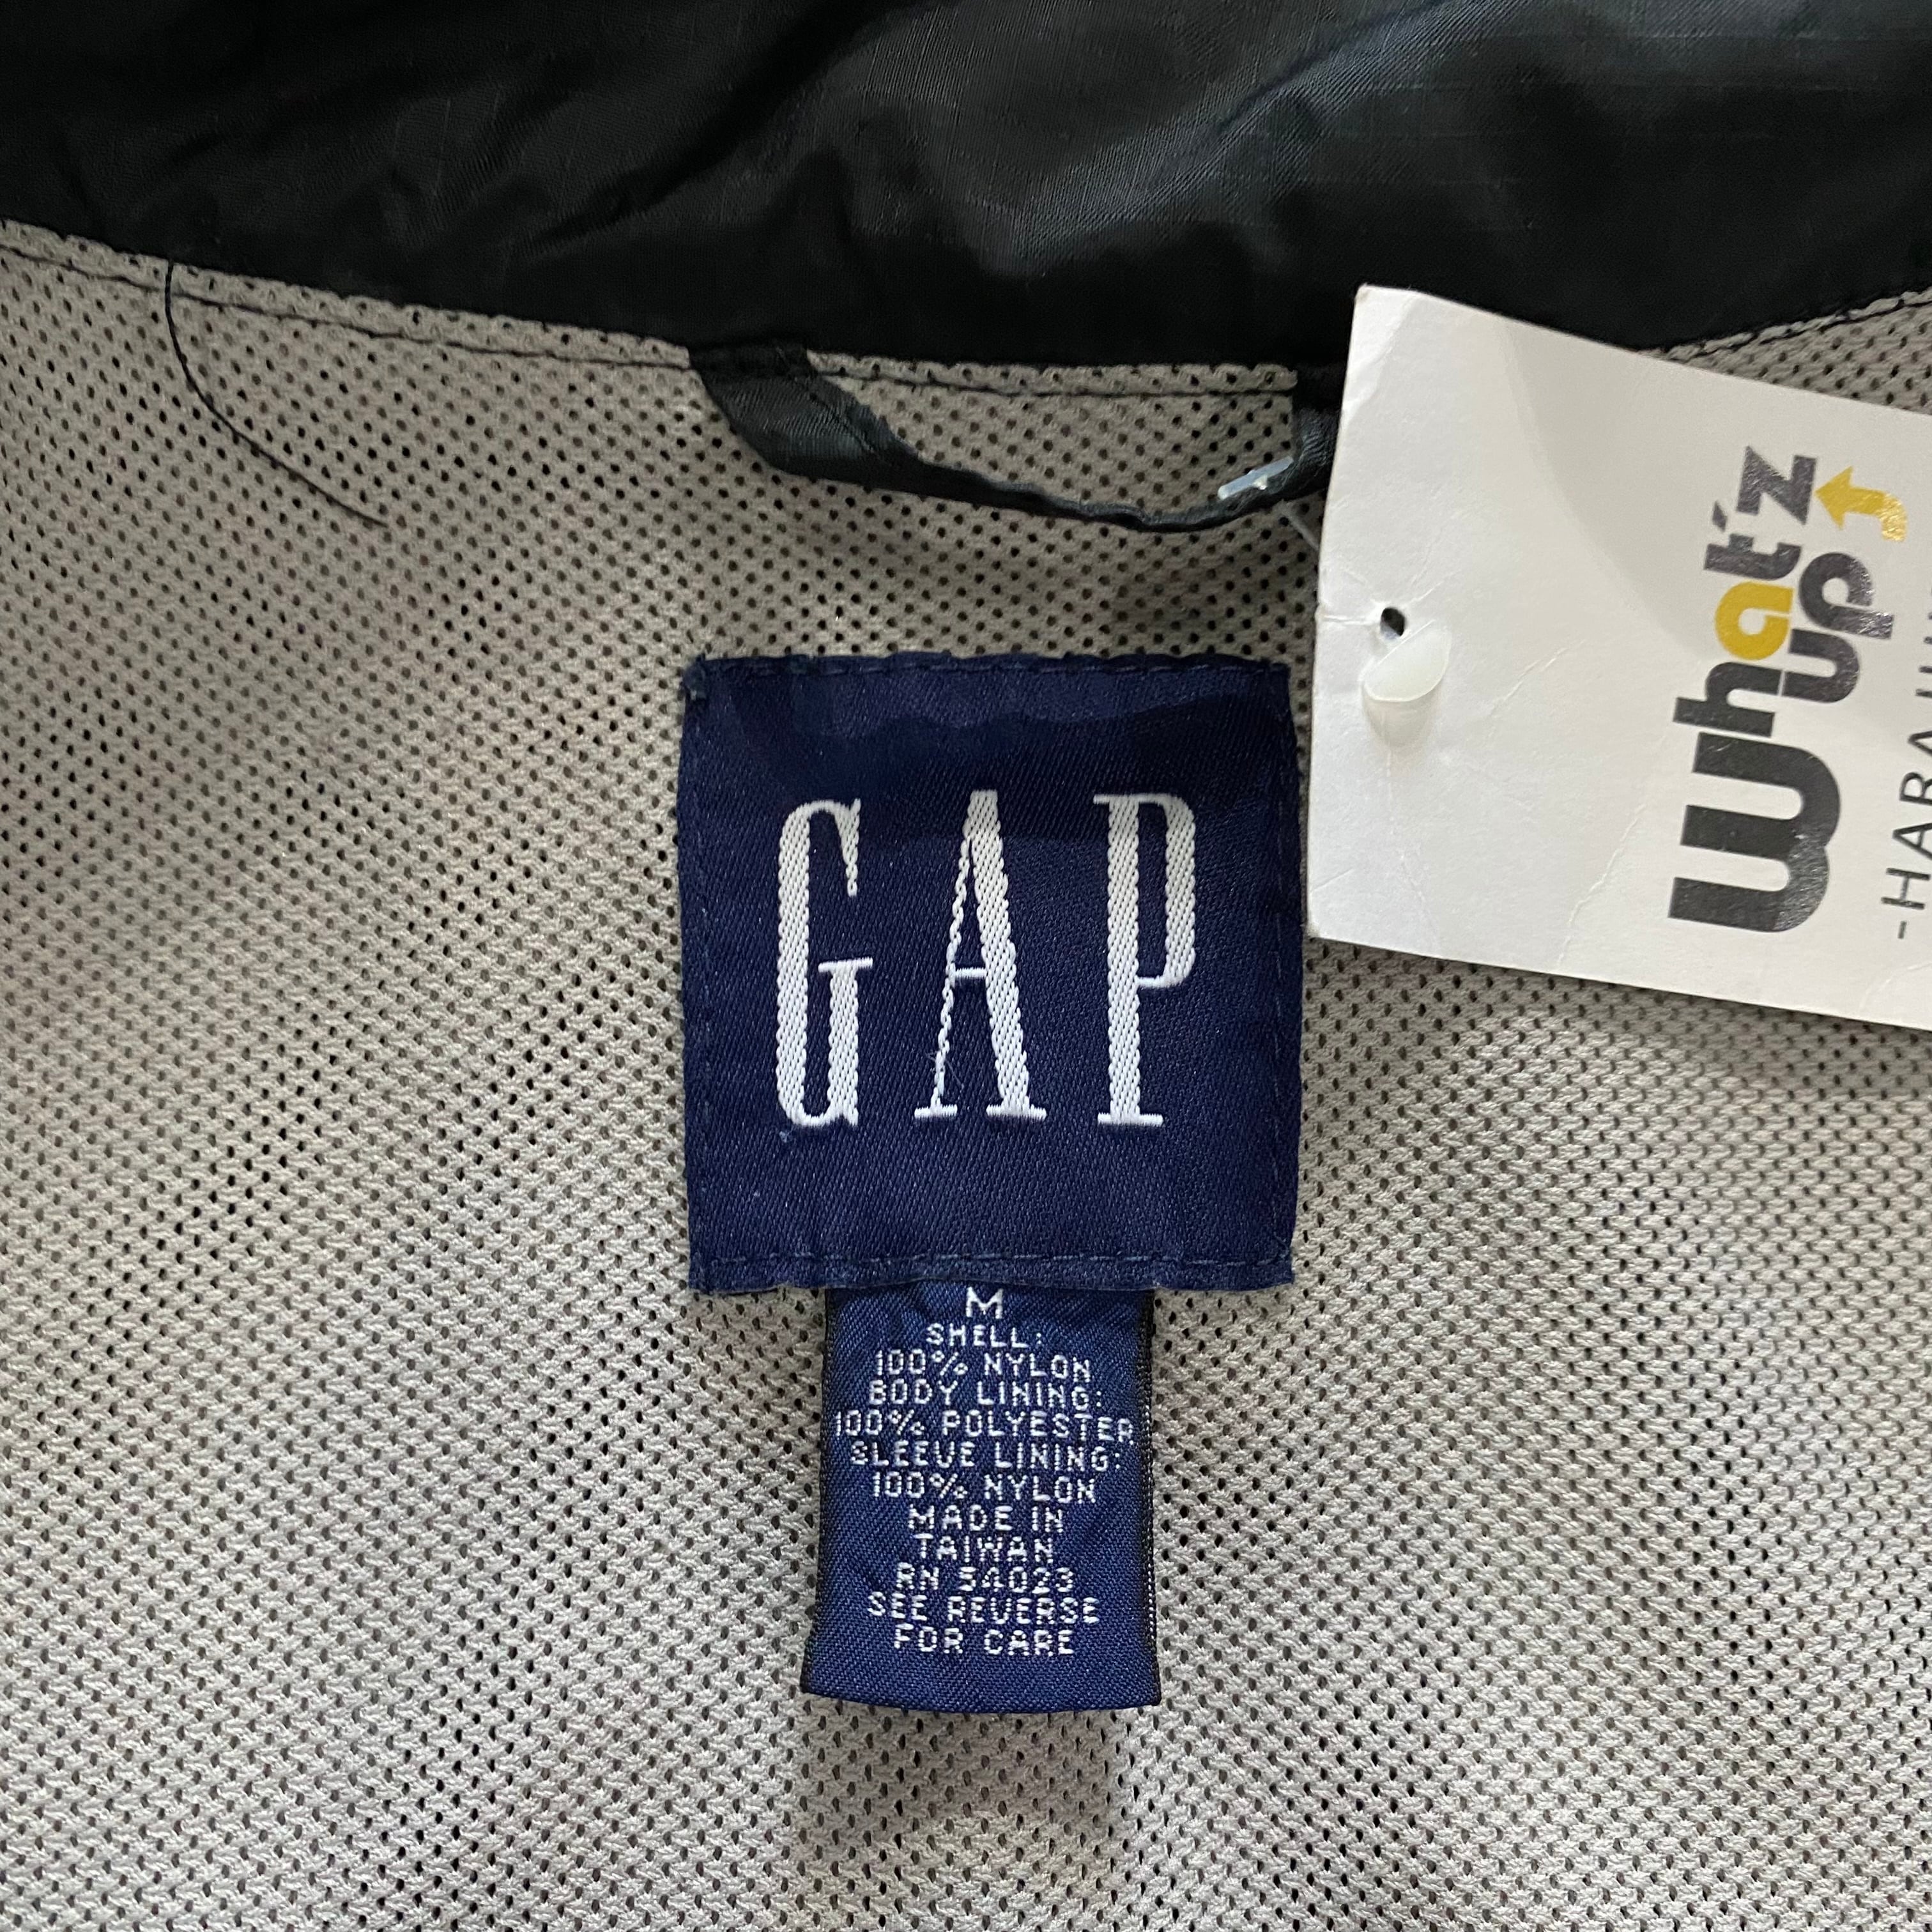 What'z
up
-HARAJU
GAP
M
SHELL:
100% NYLON
BODY LINING:
100% POLYESTER
SLEEVE LINING:
100% NYLON
MADE IN
TAIWAN
RN 54023
SEE REVERSE
FOR CARE